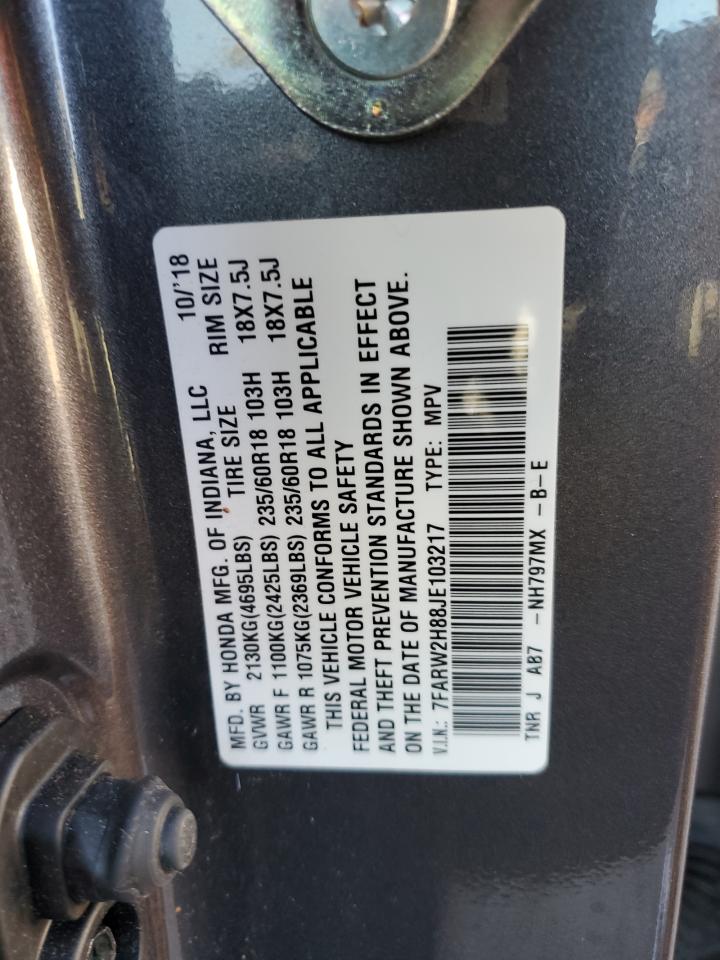 MFD. BY HONDA MFG. OF INDIANA, LLC 10/'18
GVWR 2130KG(4695LBS) TIRE SIZE RIM SIZE
GAWR F 1100KG(2425LBS) 235/60R18 103H 18X7.5J
GAWR R 1075KG(2369LBS) 235/60R18 103H 18X7.5J
THIS VEHICLE CONFORMS TO ALL APPLICABLE
FEDERAL MOTOR VEHICLE SAFETY
AND THEFT PREVENTION STANDARDS IN EFFECT
ON THE DATE OF MANUFACTURE SHOWN ABOVE.
V.I.N.: 7FARW2H88JE103217 TYPE: MPV
TNR J A87 -NH797MX -B-E